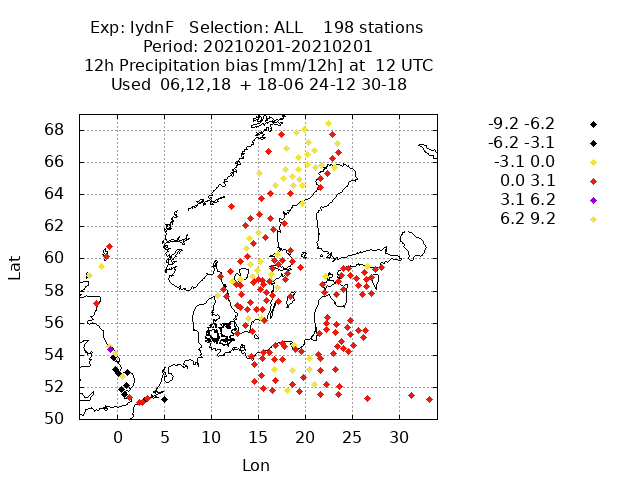 Exp: IydnF Selection: ALL 198 stations
Period: 20210201-20210201
12h Precipitation bias [mm/12h] at 12 UTC
Used 06,12,18 + 18-06 24-12 30-18
-9.2 -6.2
-6.2 -3.1
-3.1 0.0
0.0 3.1
3.1 6.2
6.2 9.2
68
66
64
62
60
58
56
54
52
50
Lat
0 5 10 15 20 25 30
Lon